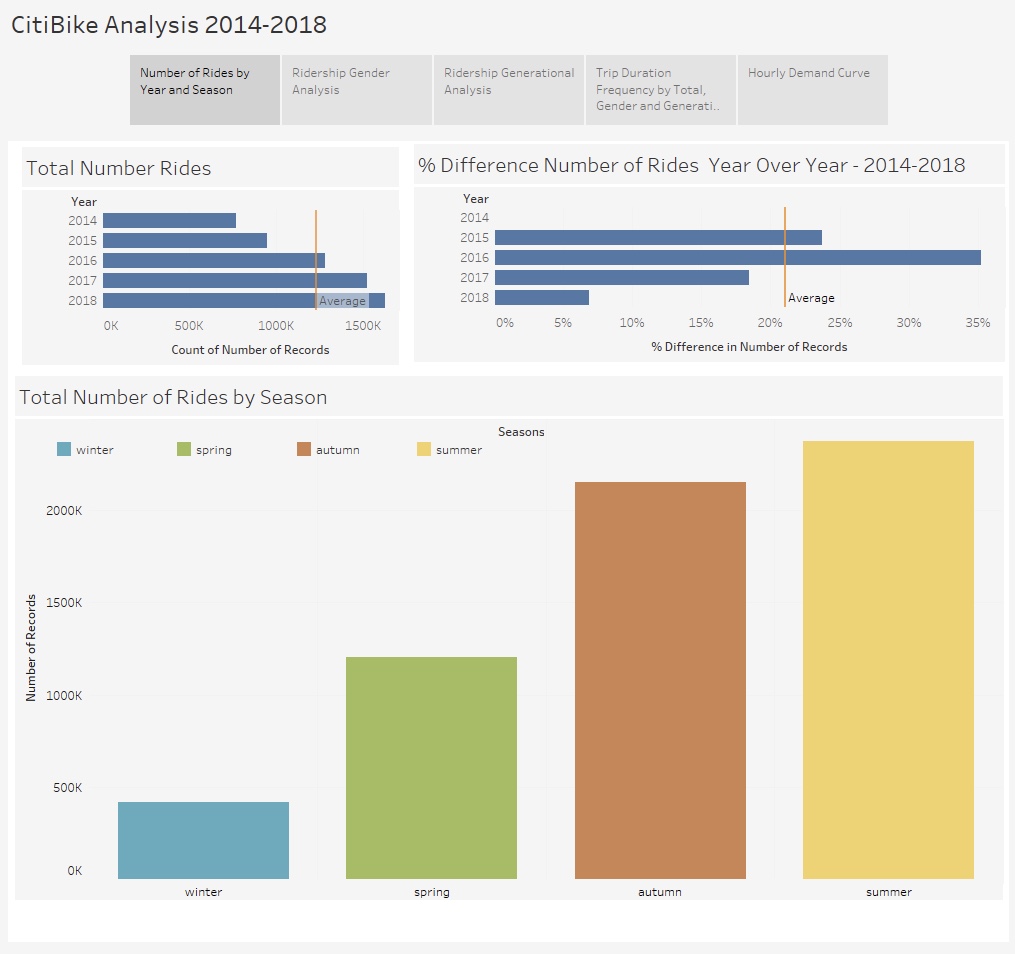 CitiBike Analysis 2014-2018
Number of Rides by
Year and Season
Ridership Gender
Analysis
Ridership Generational
Analysis
Trip Duration
Frequency by Total,
Gender and Generati..
Hourly Demand Curve
Total Number Rides
Year
2014
2015
2016
2017
2018
Average
0K 500K 1000K 1500K
Count of Number of Records
% Difference Number of Rides Year Over Year - 2014-2018
Year
2014
2015
2016
2017
2018
Average
0% 5% 10% 15% 20% 25% 30% 35%
% Difference in Number of Records
Total Number of Rides by Season
Seasons
winter spring autumn summer
2000K
1500K
1000K
500K
0K
Number of Records
winter spring autumn summer